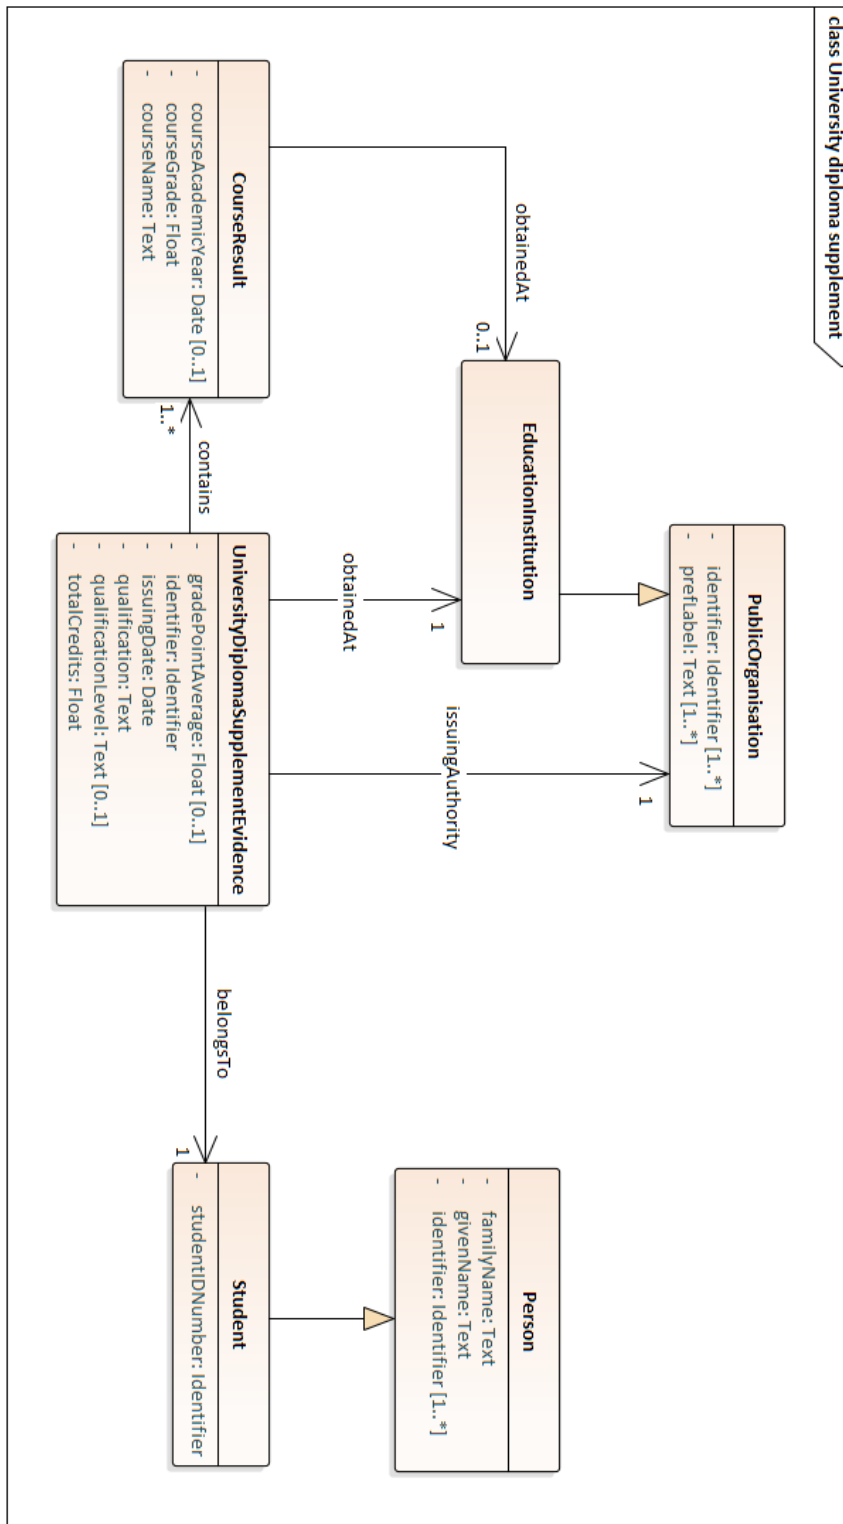 class University diploma supplement
PublicOrganisation
- identifier: Identifier [1..*]
- prefLabel: Text [1..*]
EducationInstitution
obtainedAt
0..1
obtainedAt
1
issuingAuthority
1
CourseResult
- courseAcademicYear: Date [0..1]
- courseGrade: Float
- courseName: Text
contains
1..*
UniversityDiplomaSupplementEvidence
- gradePointAverage: Float [0..1]
- identifier: Identifier
- issuingDate: Date
- qualification: Text
- qualificationLevel: Text [0..1]
- totalCredits: Float
belongsTo
1
Person
- familyName: Text
- givenName: Text
- identifier: Identifier [1..*]
Student
- studentIDNumber: Identifier